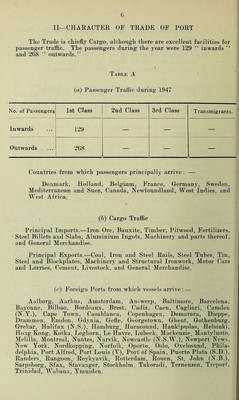 6
II—CHARACTER OF TRADE OF PORT
The Trade is chiefly Cargo, although there are excellent facilities for
passenger traffic. The passengers during the year were 129 " inwards "
and 268 " outwards."
TABLE A
(a) Passenger Traffic during 1947
No. of Passengers 1st Class 2nd Class 3rd Class Transmigrants.
Inwards ... 129 — — —
Outwards ... 268 — — —
Countries from which passengers principally arrive : —
Denmark, Holland, Belgium, France, Germany, Sweden,
Mediterranean and Suez, Canada, Newfoundland, West Indies, and
West Africa.
(b) Cargo Traffic
Principal Imports.—Iron Ore, Bauxite, Timber, Pitwood, Fertilizers,
Steel Billets and Slabs, Aluminium Ingots, Machinery and parts thereof,
and General Merchandise.
Principal Exports.—Coal, Iron and Steel Rails, Steel Tubes, Tin,
Steel and Blackplates, Machinery and Structural Ironwork, Motor Cars
and Lorries, Cement, Livestock, and General Merchandise.
(c) Foreign Ports from which vessels arrive :—
Aalborg, Aarhus, Amsterdam, Antwerp, Baltimore, Barcelona,
Bayonne, Bilbao, Bordeaux, Brest, Cadiz, Caen, Cagliari, Camden
(N.Y.), Cape Town, Casablanca, Copenhagen, Demerara, Dieppe,
Drammen, Emden, Gdynia, Geffe, Georgetown, Ghent, Gothenburg,
Halifax (N.S.), Hamburg, Harnosund, Helsinki,
Hong Kong, Kotka, Leghorn, Le Havre, Lubeck, Mackenzie, Mantyluoto,
Melilla, Montreal, Nantes, Narvik, Newcastle (N.S.W.), Newport News,
New York, Nordkopping, Norfolk, Oporto, Oslo, Oxelosund, Phila-
delphia, Port Alfred, Port Lyautey (V), Port of Spain, Puerto Plata (S.D.),
Randers, Rangoon, Reykjavik, Rotterdam, Rouen, St. John (N.B.),
Sarpsborg, Sfax, Stavanger, Stockholm, Takoradi, Terneuzen, Treport,
Trinidad, Wabana, Ymuiden.